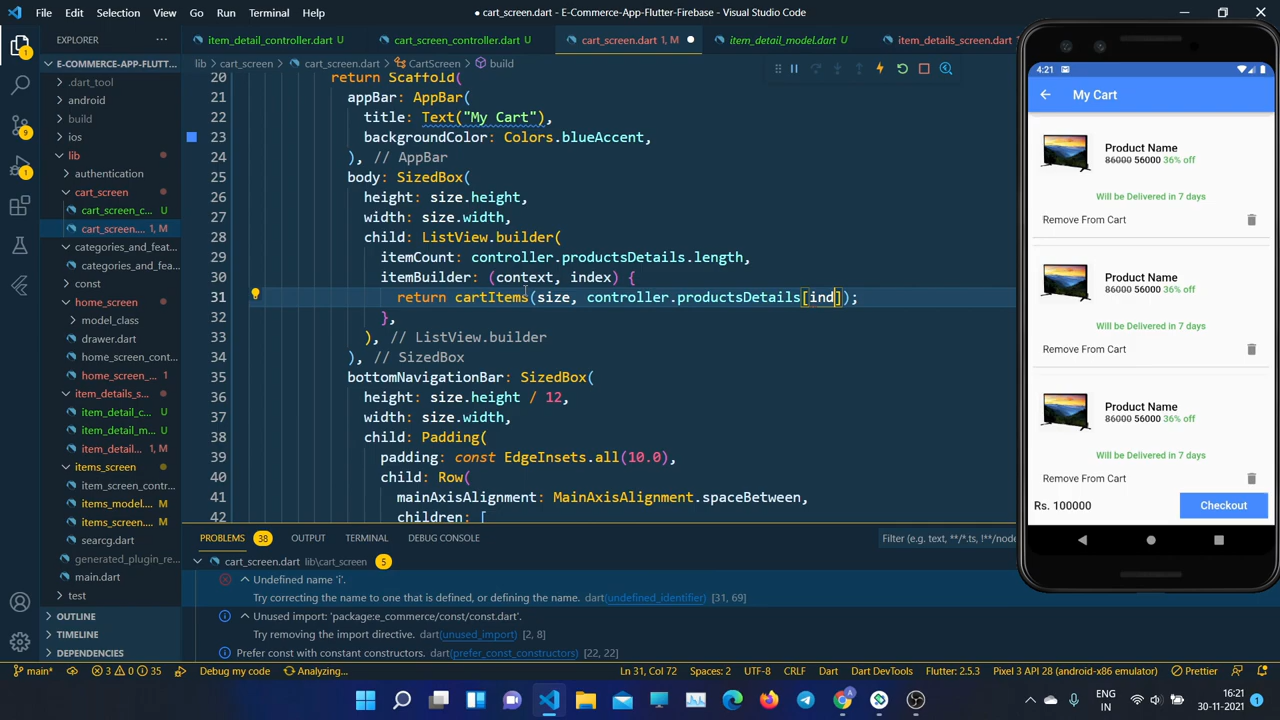 File Edit Selection View Go Run Terminal Help
● cart_screen.dart - E-Commerce-App-Flutter-Firebase - Visual Studio Code
EXPLORER ···
item_detail_controller.dart U
cart_screen_controller.dart U
cart_screen.dart 1, M ●
item_detail_model.dart U
item_details_screen.dart 1, M
E-COMMERCE-APP-FLUTT...
lib > cart_screen > cart_screen.dart > CartScreen > build
.dart_tool
android
build
ios
lib
authentication
cart_screen
cart_screen_c... U
cart_screen.... 1, M
categories_and_feat...
categories_and_fea...
const
home_screen
model_class
drawer.dart
home_screen_cont...
home_screen_... 1
item_details_s...
item_detail_c... U
item_detail_m... U
item_detail... 1, M
items_screen
items_screen_contr...
items_model.... M
items_screen.... M
searcg.dart
generated_plugin_re...
main.dart
test
OUTLINE
TIMELINE
DEPENDENCIES
20 return Scaffold(
21 appBar: AppBar(
22 title: Text("My Cart"),
23 backgroundColor: Colors.blueAccent,
24 ), // AppBar
25 body: SizedBox(
26 height: size.height,
27 width: size.width,
28 child: ListView.builder(
29 itemCount: controller.productsDetails.length,
30 itemBuilder: (context, index) {
31 return cartItems(size, controller.productsDetails[ind]);
32 },
33 ), // ListView.builder
34 ), // SizedBox
35 bottomNavigationBar: SizedBox(
36 height: size.height / 12,
37 width: size.width,
38 child: Padding(
39 padding: const EdgeInsets.all(10.0),
40 child: Row(
41 mainAxisAlignment: MainAxisAlignment.spaceBetween,
42 children: [
PROBLEMS 38 OUTPUT TERMINAL DEBUG CONSOLE
Filter (e.g. text, **/*.ts, !**/node
cart_screen.dart lib\cart_screen 5
Undefined name 'i'.
Try correcting the name to one that is defined, or defining the name. dart(undefined_identifier) [31, 69]
Unused import: 'package:e_commerce/const/const.dart'.
Try removing the import directive. dart(unused_import) [2, 8]
Prefer const with constant constructors. dart(prefer_const_constructors) [22, 22]
4:21
My Cart
Product Name
86000 56000 36% off
Will be Delivered in 7 days
Remove From Cart
Product Name
86000 56000 36% off
Will be Delivered in 7 days
Remove From Cart
Product Name
86000 56000 36% off
Will be Delivered in 7 days
Remove From Cart
Rs. 100000
Checkout
main* 3 0 35 Debug my code Analyzing... Ln 31, Col 72 Spaces: 2 UTF-8 CRLF Dart Dart DevTools Flutter: 2.5.3 Pixel 3 API 28 (android-x86 emulator) Prettier
1 9 1
ENG
IN
16:21
30-11-2021
1